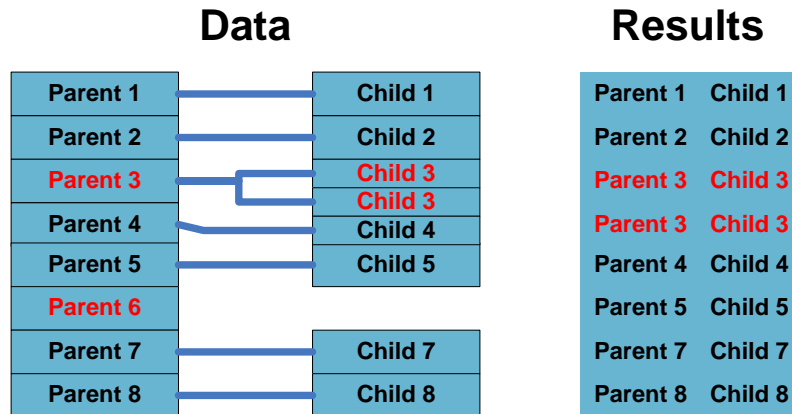 Data Results
Parent 1 Child 1 Parent 1 Child 1
Parent 2 Child 2 Parent 2 Child 2
Parent 3 Child 3 Parent 3 Child 3
Child 3
Parent 4 Child 4 Parent 3 Child 3
Parent 5 Child 5 Parent 4 Child 4
Parent 6 Parent 5 Child 5
Parent 7 Child 7 Parent 7 Child 7
Parent 8 Child 8 Parent 8 Child 8